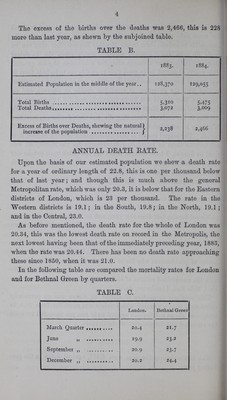 4
The excess of the births over the deaths was 2,466, this is 228
more than last year, as shown by the subjoined table.
TABLE B.
1883. 1884.
Estimated Population in the middle of the year.. 128,370 129,055
Total Births 5,310 5,475
Total Deaths 3,072 3,009
Excess of Births over Deaths, showing the natural
increase of the population } 2,238 2,466
ANNUAL DEATH RATE.
Upon the basis of our estimated population we shew a death rate
for a year of ordinary length of 22.8, this is one per thousand below
that of last year; and though this is much above the general
Metropolitan rate, which was only 20.3, it is below that for the Eastern
districts of London, which is 23 per thousand. The rate in the
Western districts is 19.1; in the South, 19.8; in the North, 19.1;
and in the Central, 23.0.
As before mentioned, the death rate for the whole of London was
20.34, this was the lowest death rate on record in the Metropolis, the
next lowest having been that of the immediately preceding year, 1883,
when the rate was 20.44. There has been no death rate approaching
these since 1850, when it was 21.0.
In the following table are compared the mortality rates for London
and for Bethnal Green by quarters.
TABLE C.
London. Bethnal Green
March Quarter 20.4 21.7
June „ 19.9 23.2
September „ 20.9 23.7
December „ 20.2 24.4